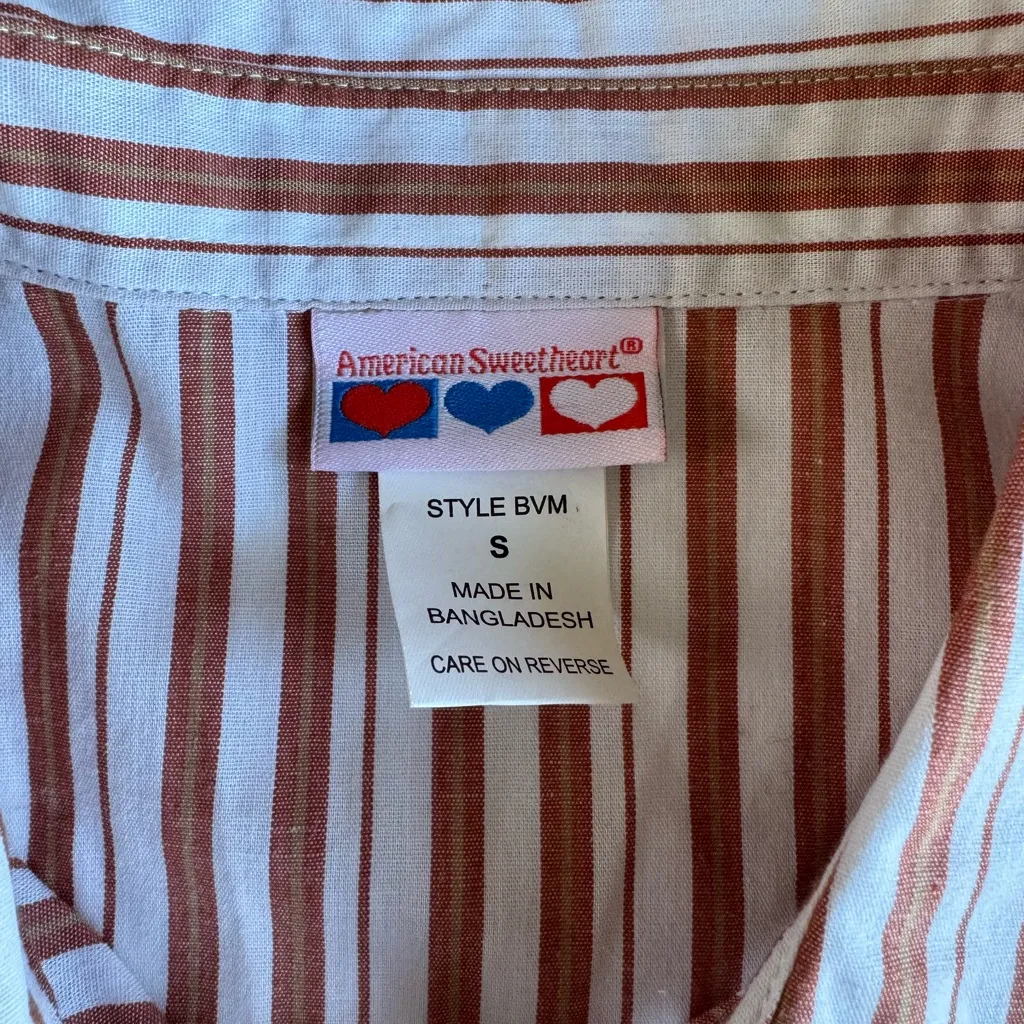 American Sweetheart®
STYLE BVM
S
MADE IN
BANGLADESH
CARE ON REVERSE